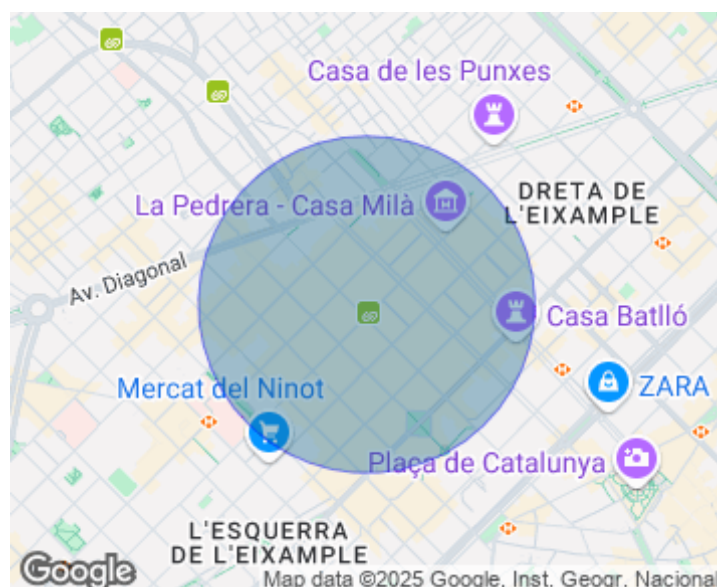 Casa de les Punxes
La Pedrera - Casa Milà
DRETA DE
L'EIXAMPLE
Av. Diagonal
Casa Batlló
Mercat del Ninot
ZARA
Plaça de Catalunya
L'ESQUERRA
DE L'EIXAMPLE
Google
Map data ©2025 Google, Inst. Geogr. Nacional